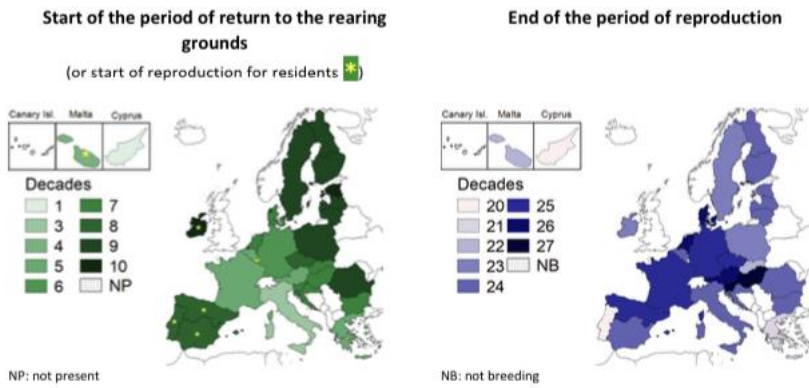 Start of the period of return to the rearing
grounds
(or start of reproduction for residents *)
Canary Isl. Malta Cyprus
Decades
1 7
3 8
4 9
5 10
6 NP
NP: not present
End of the period of reproduction
Canary Isl. Malta Cyprus
Decades
20 25
21 26
22 27
23 NB
24
NB: not breeding